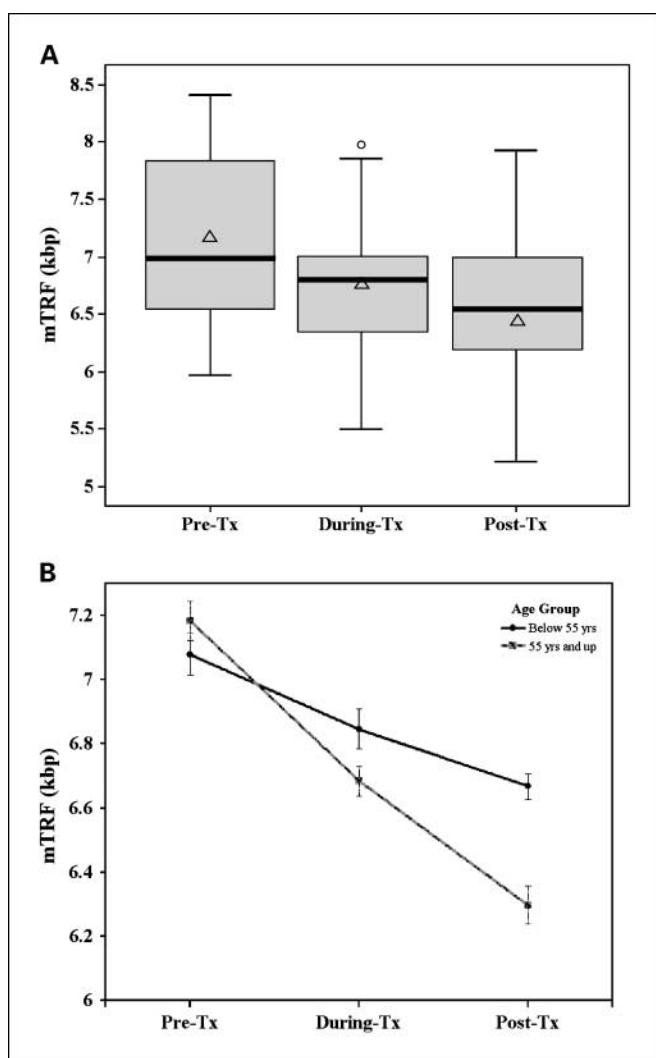 A
8.5
8
7.5
7
6.5
6
5.5
5
mTRF (kbp)
Pre-Tx During-Tx Post-Tx
B
7.2
7
6.8
6.6
6.4
6.2
6
mTRF (kbp)
Age Group
Below 55 yrs
55 yrs and up
Pre-Tx During-Tx Post-Tx